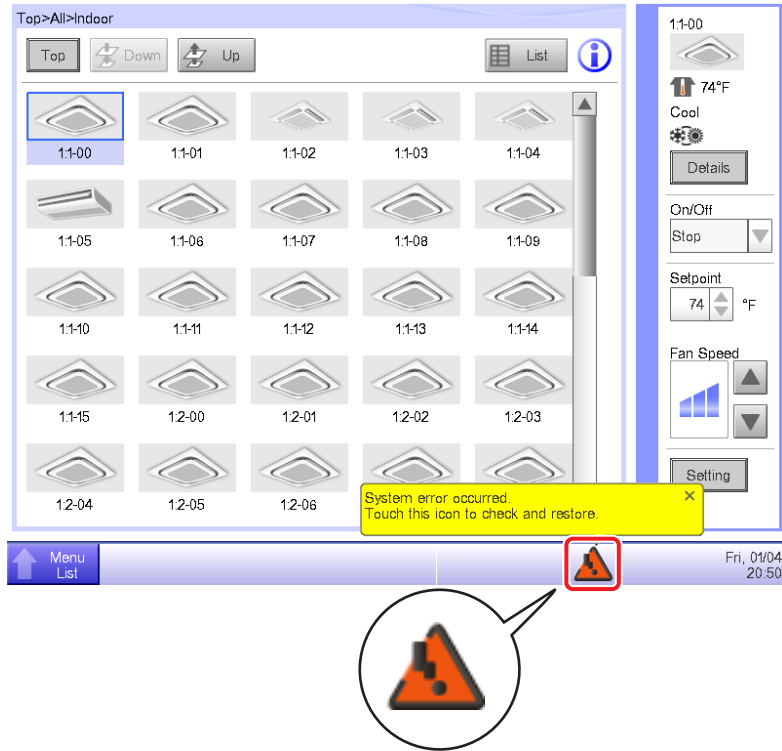 Top>All>Indoor
Top
Down
Up
List
1:1-00
1:1-01
1:1-02
1:1-03
1:1-04
1:1-05
1:1-06
1:1-07
1:1-08
1:1-09
1:1-10
1:1-11
1:1-12
1:1-13
1:1-14
1:1-15
1:2-00
1:2-01
1:2-02
1:2-03
1:2-04
1:2-05
1:2-06
System error occurred.
Touch this icon to check and restore.
1:1-00
74°F
Cool
Details
On/Off
Stop
Setpoint
74 °F
Fan Speed
Setting
Menu
List
Fri, 01/04
20:50